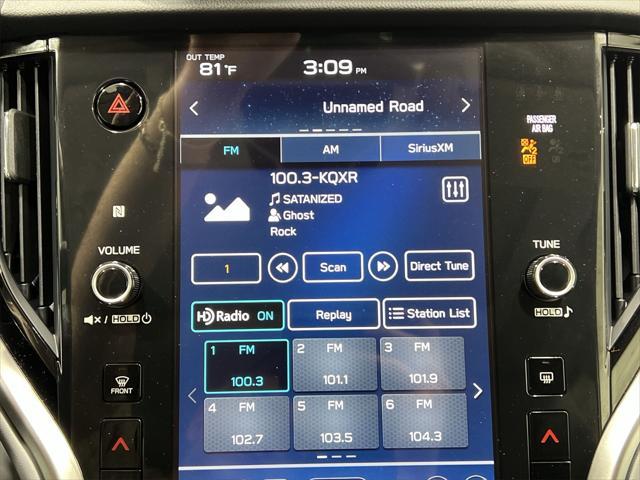 OUT TEMP
81°F
3:09 PM
Unnamed Road
FM
AM
SiriusXM
100.3-KQXR
SATANIZED
Ghost
Rock
1
Scan
Direct Tune
HD Radio ON
Replay
Station List
1 FM
100.3
2 FM
101.1
3 FM
101.9
4 FM
102.7
5 FM
103.5
6 FM
104.3
VOLUME
/ HOLD
FRONT
PASSENGER
AIR BAG
2
OFF
TUNE
HOLD